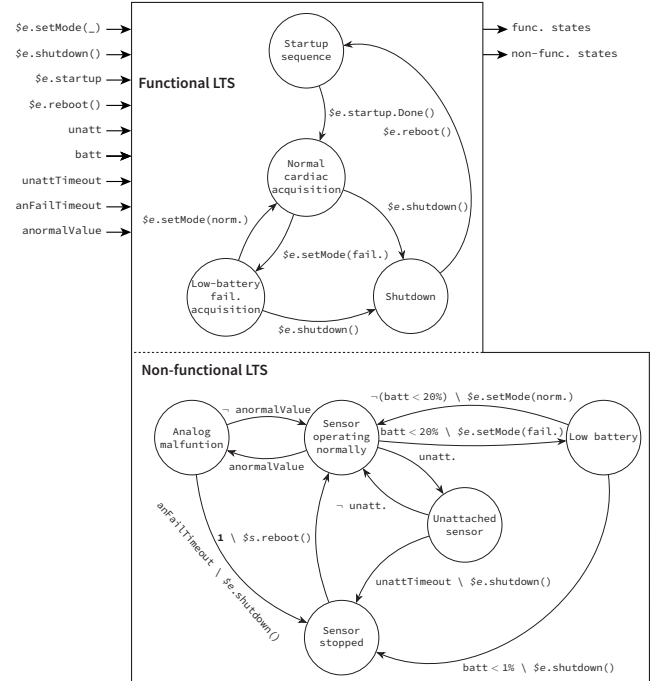 $e.setMode(_)
$e.shutdown()
$e.startup
$e.reboot()
unatt
batt
unattTimeout
anFailTimeout
anormalValue
func. states
non-func. states
Functional LTS
Startup
sequence
$e.startup.Done()
$e.reboot()
Normal
cardiac
acquisition
$e.setMode(norm.)
$e.shutdown()
$e.setMode(fail.)
Low-battery
fail.
acquisition
Shutdown
$e.shutdown()
Non-functional LTS
¬(batt < 20%) \ $e.setMode(norm.)
¬ anormalValue
Analog
malfuntion
Sensor
operating
normally
batt < 20% \ $e.setMode(fail.)
Low battery
anormalValue
unatt.
¬ unatt.
Unattached
sensor
1 \ $s.reboot()
anFailTimeout \ $e.shutdown()
unattTimeout \ $e.shutdown()
Sensor
stopped
batt < 1% \ $e.shutdown()